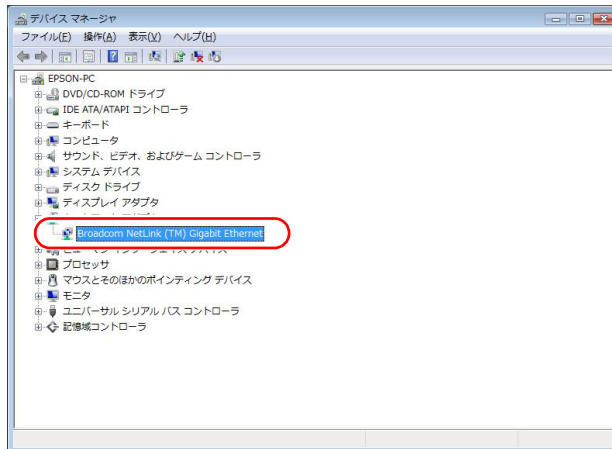 デバイス マネージャ
ファイル(F) 操作(A) 表示(V) ヘルプ(H)
EPSON-PC
DVD/CD-ROM ドライブ
IDE ATA/ATAPI コントローラ
キーボード
コンピュータ
サウンド、ビデオ、およびゲーム コントローラ
システム デバイス
ディスク ドライブ
ディスプレイ アダプタ
Broadcom NetLink (TM) Gigabit Ethernet
プロセッサ
マウスとそのほかのポインティング デバイス
モニタ
ユニバーサル シリアル バス コントローラ
記憶域コントローラ